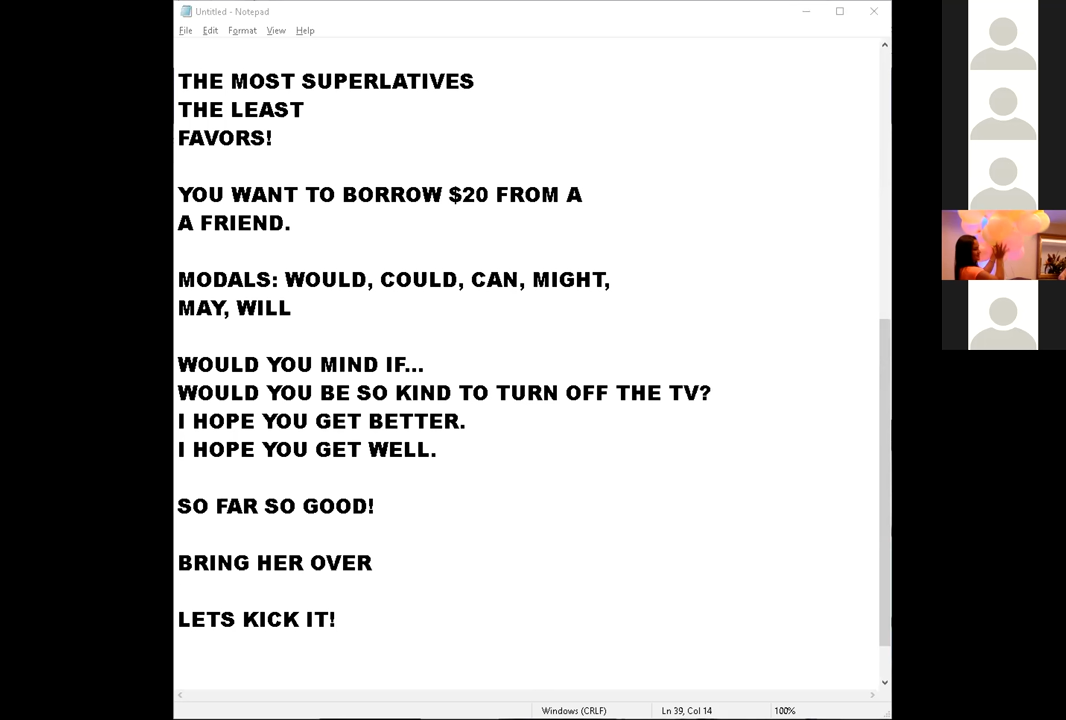 Untitled - Notepad
File Edit Format View Help
THE MOST SUPERLATIVES
THE LEAST
FAVORS!
YOU WANT TO BORROW $20 FROM A
A FRIEND.
MODALS: WOULD, COULD, CAN, MIGHT,
MAY, WILL
WOULD YOU MIND IF...
WOULD YOU BE SO KIND TO TURN OFF THE TV?
I HOPE YOU GET BETTER.
I HOPE YOU GET WELL.
SO FAR SO GOOD!
BRING HER OVER
LETS KICK IT!
Windows (CRLF) Ln 39, Col 14 100%